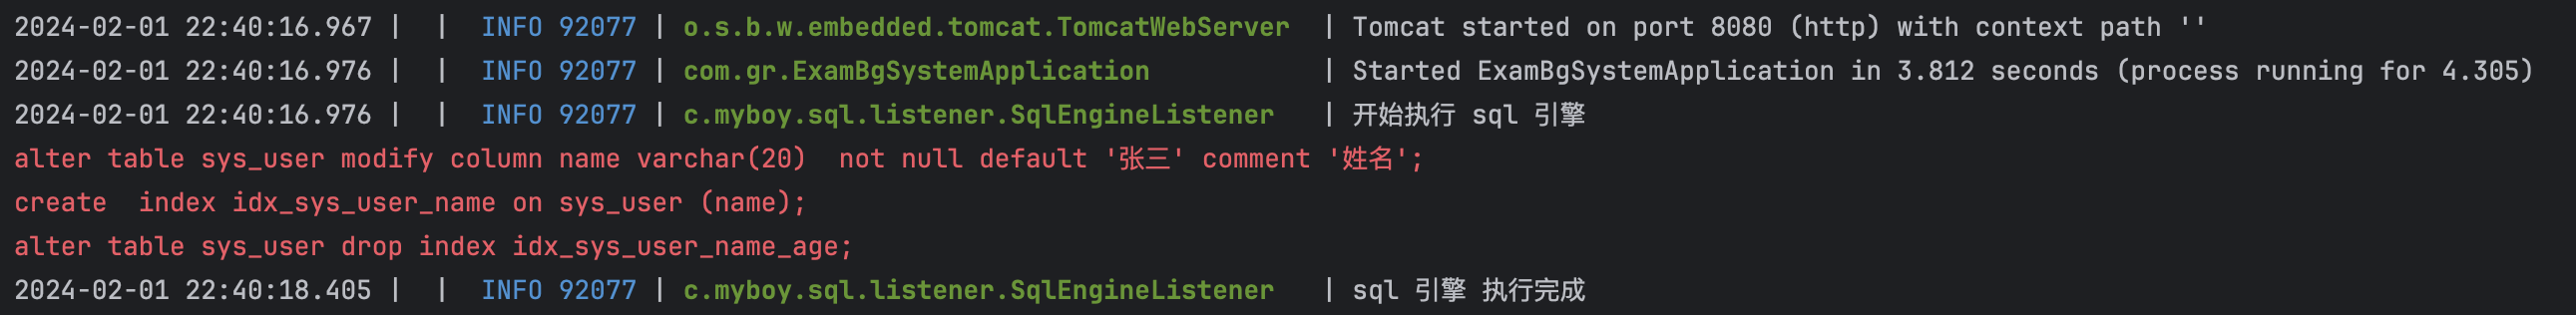 2024-02-01 22:40:16.967 |  |  INFO 92077 | o.s.b.w.embedded.tomcat.TomcatWebServer  | Tomcat started on port 8080 (http) with context path ''
2024-02-01 22:40:16.976 |  |  INFO 92077 | com.gr.ExamBgSystemApplication           | Started ExamBgSystemApplication in 3.812 seconds (process running for 4.305)
2024-02-01 22:40:16.976 |  |  INFO 92077 | c.myboy.sql.listener.SqlEngineListener   | 开始执行 sql 引擎
alter table sys_user modify column name varchar(20)  not null default '张三' comment '姓名';
create  index idx_sys_user_name on sys_user (name);
alter table sys_user drop index idx_sys_user_name_age;
2024-02-01 22:40:18.405 |  |  INFO 92077 | c.myboy.sql.listener.SqlEngineListener   | sql 引擎 执行完成